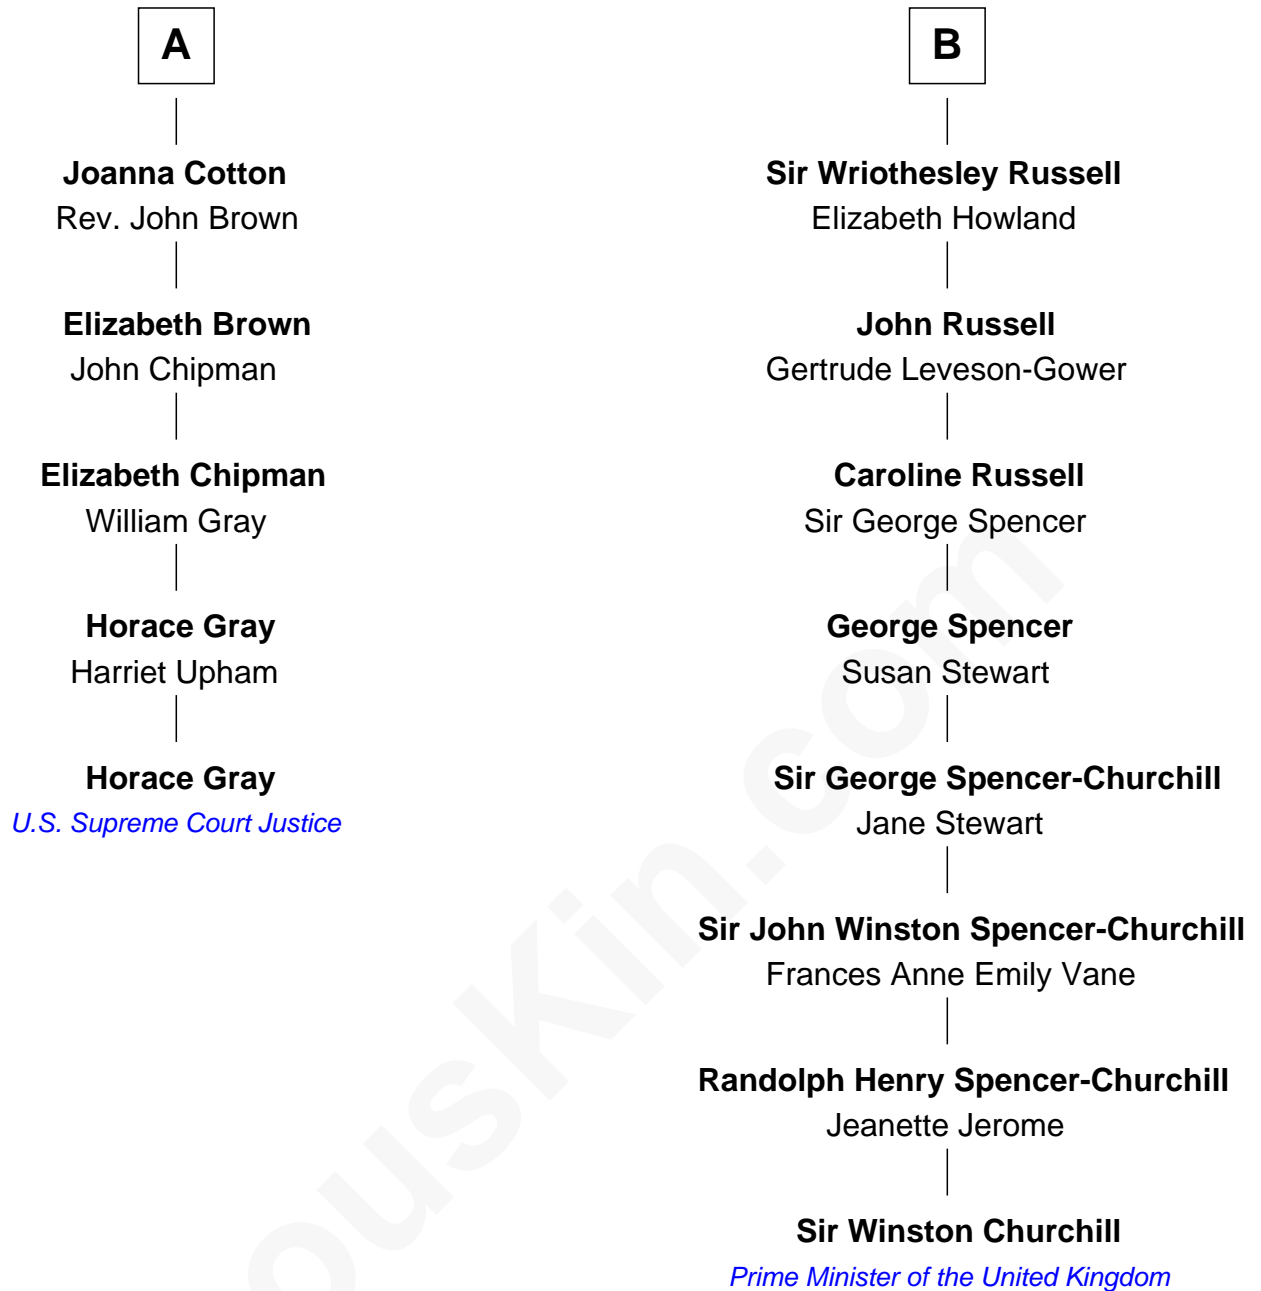 A
Joanna Cotton
Rev. John Brown
Elizabeth Brown
John Chipman
Elizabeth Chipman
William Gray
Horace Gray
Harriet Upham
Horace Gray
U.S. Supreme Court Justice
B
Sir Wriothesley Russell
Elizabeth Howland
John Russell
Gertrude Leveson-Gower
Caroline Russell
Sir George Spencer
George Spencer
Susan Stewart
Sir George Spencer-Churchill
Jane Stewart
Sir John Winston Spencer-Churchill
Frances Anne Emily Vane
Randolph Henry Spencer-Churchill
Jeanette Jerome
Sir Winston Churchill
Prime Minister of the United Kingdom
ousKin.com